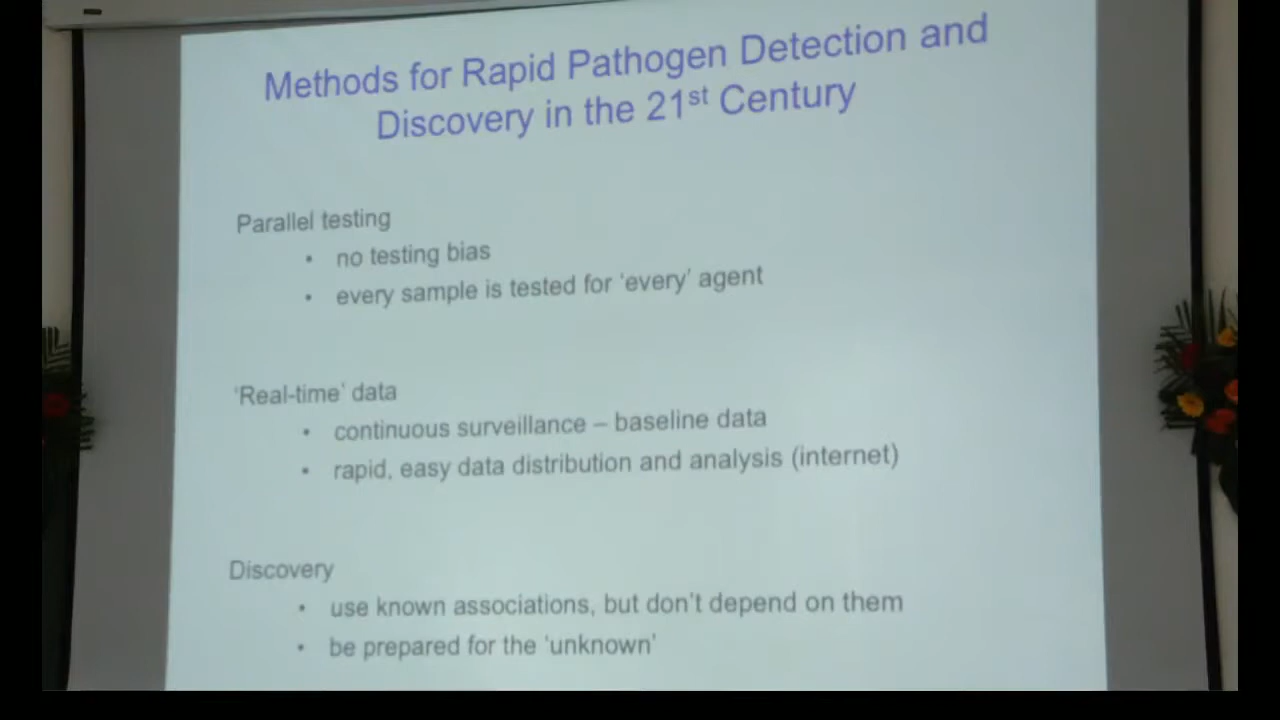 Methods for Rapid Pathogen Detection and
Discovery in the 21st Century
Parallel testing
• no testing bias
• every sample is tested for ‘every’ agent
‘Real-time’ data
• continuous surveillance – baseline data
• rapid, easy data distribution and analysis (internet)
Discovery
• use known associations, but don’t depend on them
• be prepared for the ‘unknown’